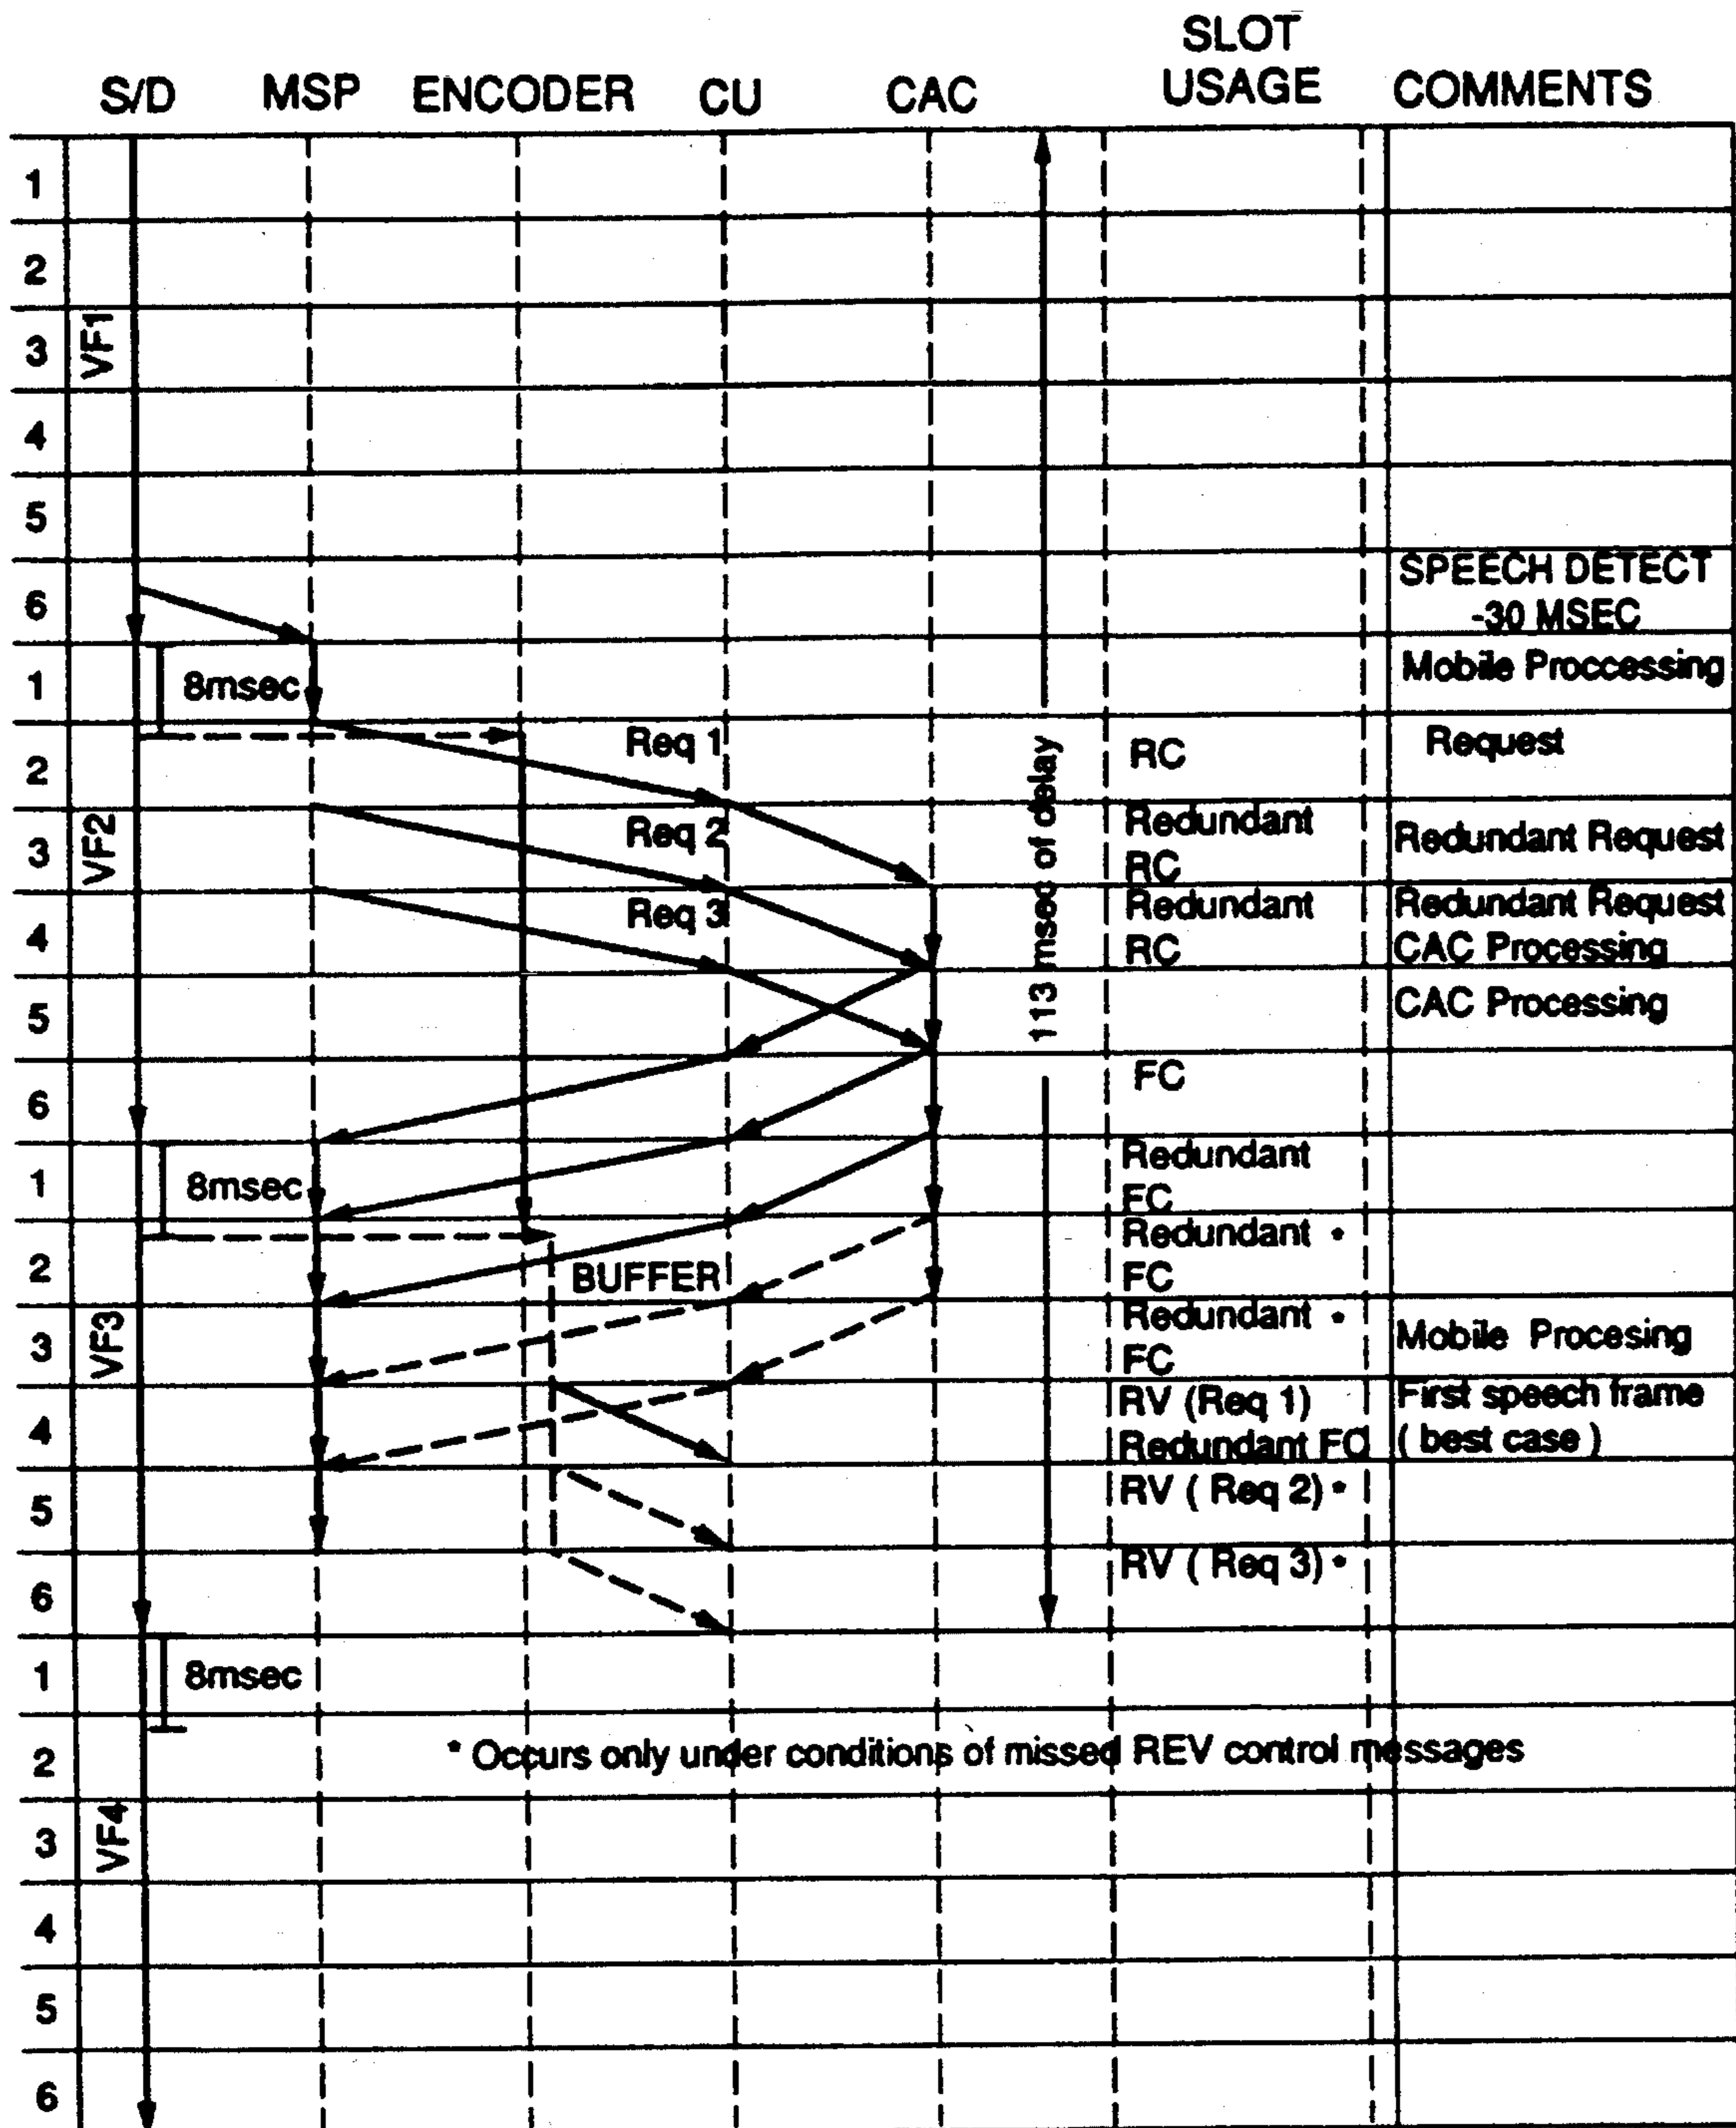 SLOT
S/D MSP ENCODER CU CAC USAGE COMMENTS
1
2
3 VF1
4
5
SPEECH DETECT
6
-30 MSEC
1 8msec Mobile Proccessing
Req 1 RC Request
2
Redundant
3 VF2 Req 2 Redundant Request
RC
Req 3 Redundant Redundant Request
4 RC CAC Processing
113 msec of delay
5 CAC Processing
FC
6
Redundant
1 8msec
FC
Redundant *
2 BUFFER FC
Redundant *
3 VF3 Mobile Procesing
FC
RV (Req 1) First speech frame
4 Redundant FC ( best case )
5 RV ( Req 2) *
RV ( Req 3) *
6
1 8msec
2 * Occurs only under conditions of missed REV control messages
3 VF4
4
5
6